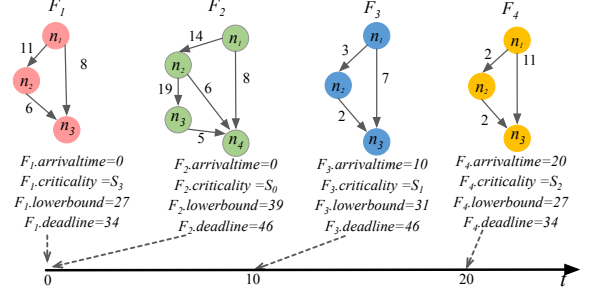 F₁
F₂
F₃
F₄
n₁
11
8
n₂
6
n₃
14
n₁
n₂
19
6
8
n₃
5
n₄
3
n₁
7
n₂
2
n₃
2
n₁
11
n₂
2
n₃
F₁.arrivaltime=0
F₁.criticality =S₃
F₁.lowerbound=27
F₁.deadline=34
F₂.arrivaltime=0
F₂.criticality =S₀
F₂.lowerbound=39
F₂.deadline=46
F₃.arrivaltime=10
F₃.criticality =S₁
F₃.lowerbound=31
F₃.deadline=46
F₄.arrivaltime=20
F₄.criticality =S₂
F₄.lowerbound=27
F₄.deadline=34
0
10
20
t